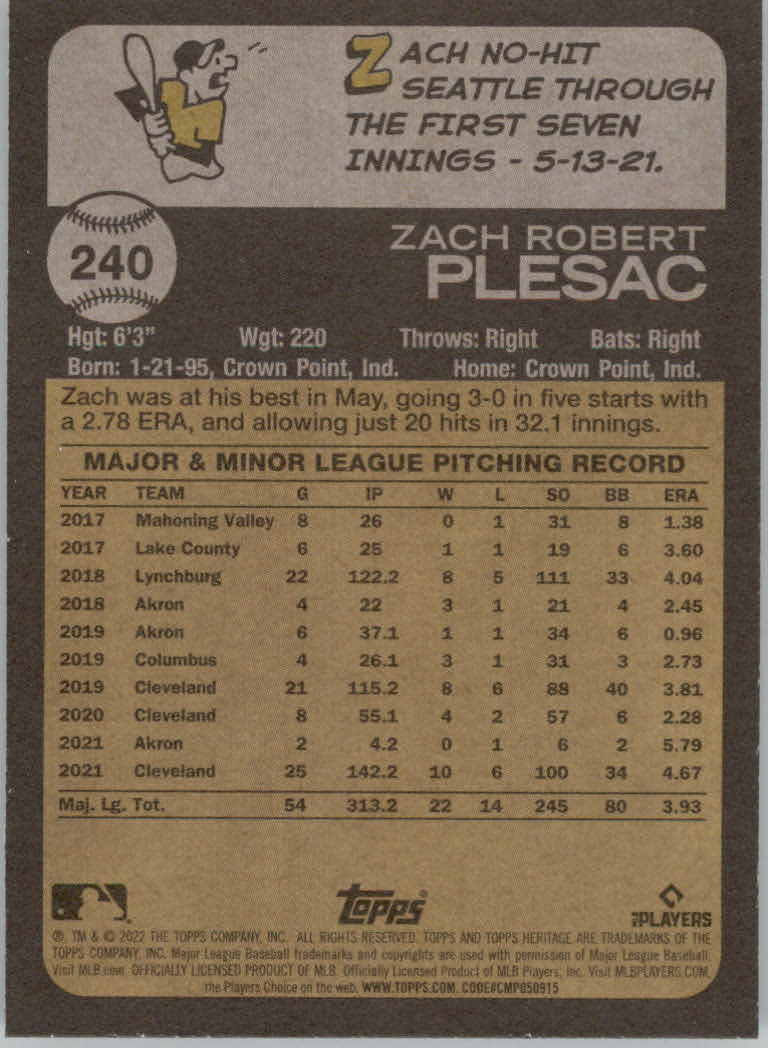 ZACH NO-HIT
SEATTLE THROUGH
THE FIRST SEVEN
INNINGS - 5-13-21.
240
ZACH ROBERT
PLESAC
Hgt: 6'3" Wgt: 220 Throws: Right Bats: Right
Born: 1-21-95, Crown Point, Ind. Home: Crown Point, Ind.
Zach was at his best in May, going 3-0 in five starts with
a 2.78 ERA, and allowing just 20 hits in 32.1 innings.
MAJOR & MINOR LEAGUE PITCHING RECORD
YEAR TEAM G IP W L SO BB ERA
2017 Mahoning Valley 8 26 0 1 31 8 1.38
2017 Lake County 6 25 1 1 19 6 3.60
2018 Lynchburg 22 122.2 8 5 111 33 4.04
2018 Akron 4 22 3 1 21 4 2.45
2019 Akron 6 37.1 1 1 34 6 0.96
2019 Columbus 4 26.1 3 1 31 3 2.73
2019 Cleveland 21 115.2 8 6 88 40 3.81
2020 Cleveland 8 55.1 4 2 57 6 2.28
2021 Akron 2 4.2 0 1 6 2 5.79
2021 Cleveland 25 142.2 10 6 100 34 4.67
Maj. Lg. Tot. 54 313.2 22 14 245 80 3.93
topps® MLBPLAYERS
®, TM & © 2022 THE TOPPS COMPANY, INC. ALL RIGHTS RESERVED. TOPPS AND TOPPS HERITAGE ARE TRADEMARKS OF THE
TOPPS COMPANY, INC. Major League Baseball trademarks and copyrights are used with permission of Major League Baseball.
Visit MLB.com. OFFICIALLY LICENSED PRODUCT OF MLB. Officially Licensed Product of MLB Players, Inc. Visit MLBPLAYERS.COM,
the Players Choice on the web. WWW.TOPPS.COM. CODE#CMP050915